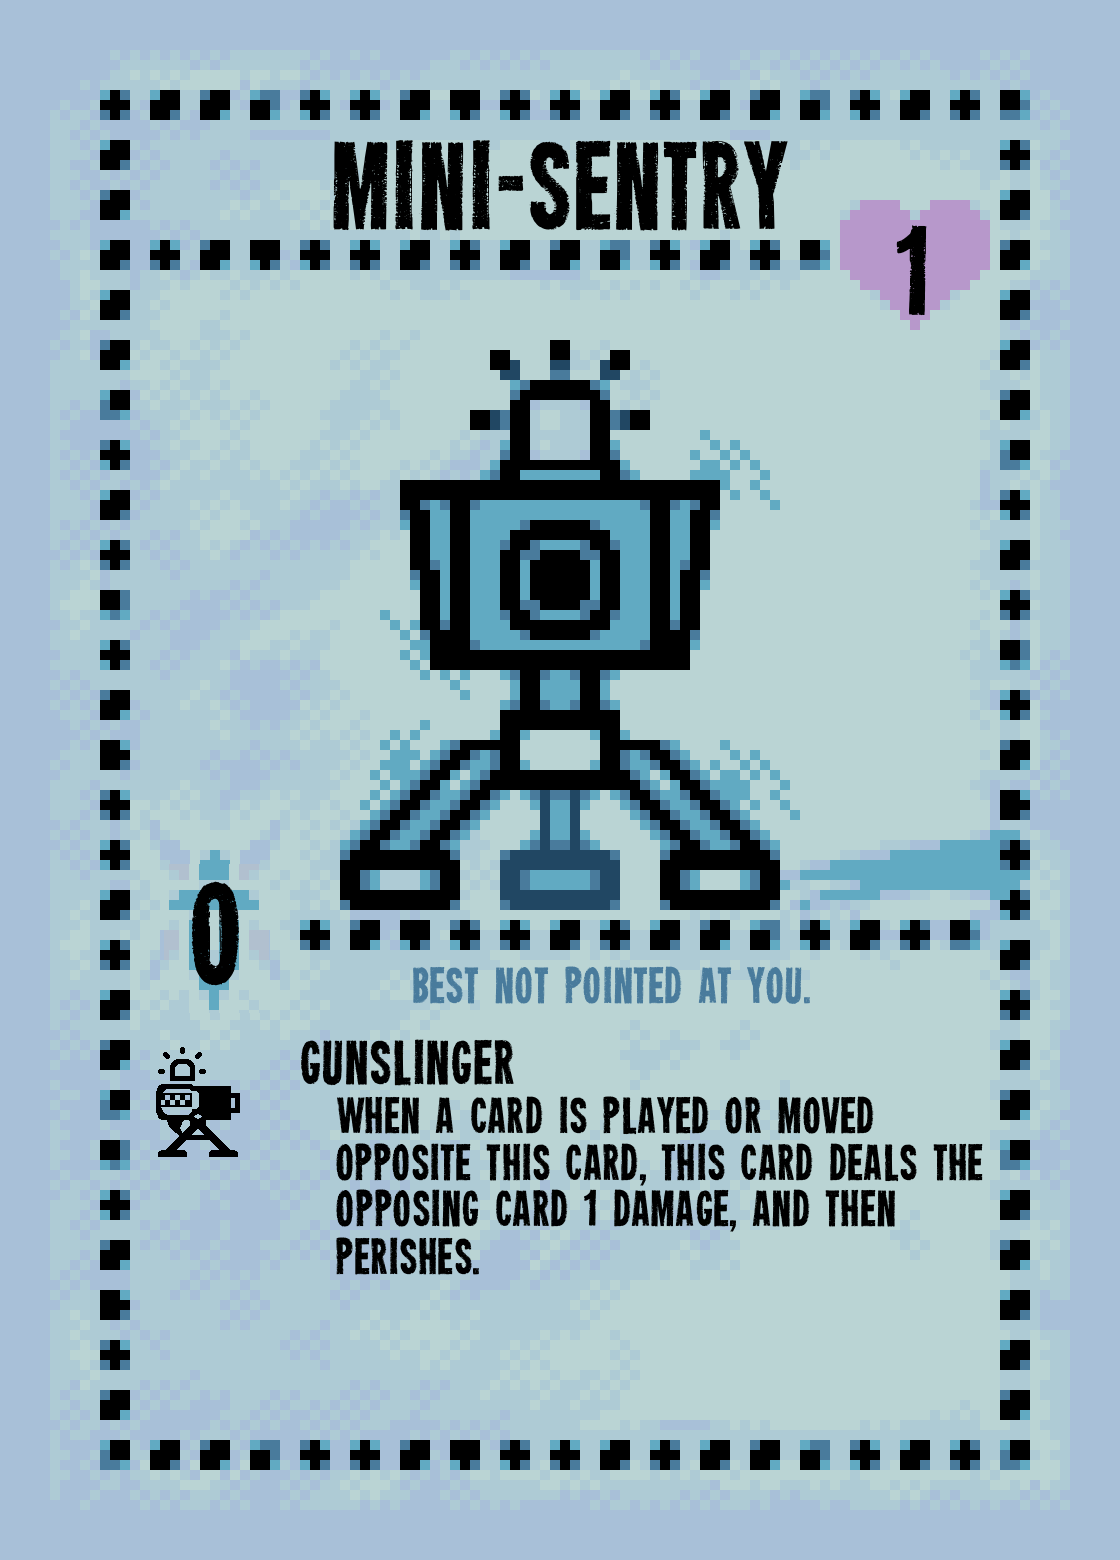 MINI-SENTRY
1
0
BEST NOT POINTED AT YOU.
GUNSLINGER
WHEN A CARD IS PLAYED OR MOVED
OPPOSITE THIS CARD, THIS CARD DEALS THE
OPPOSING CARD 1 DAMAGE, AND THEN
PERISHES.